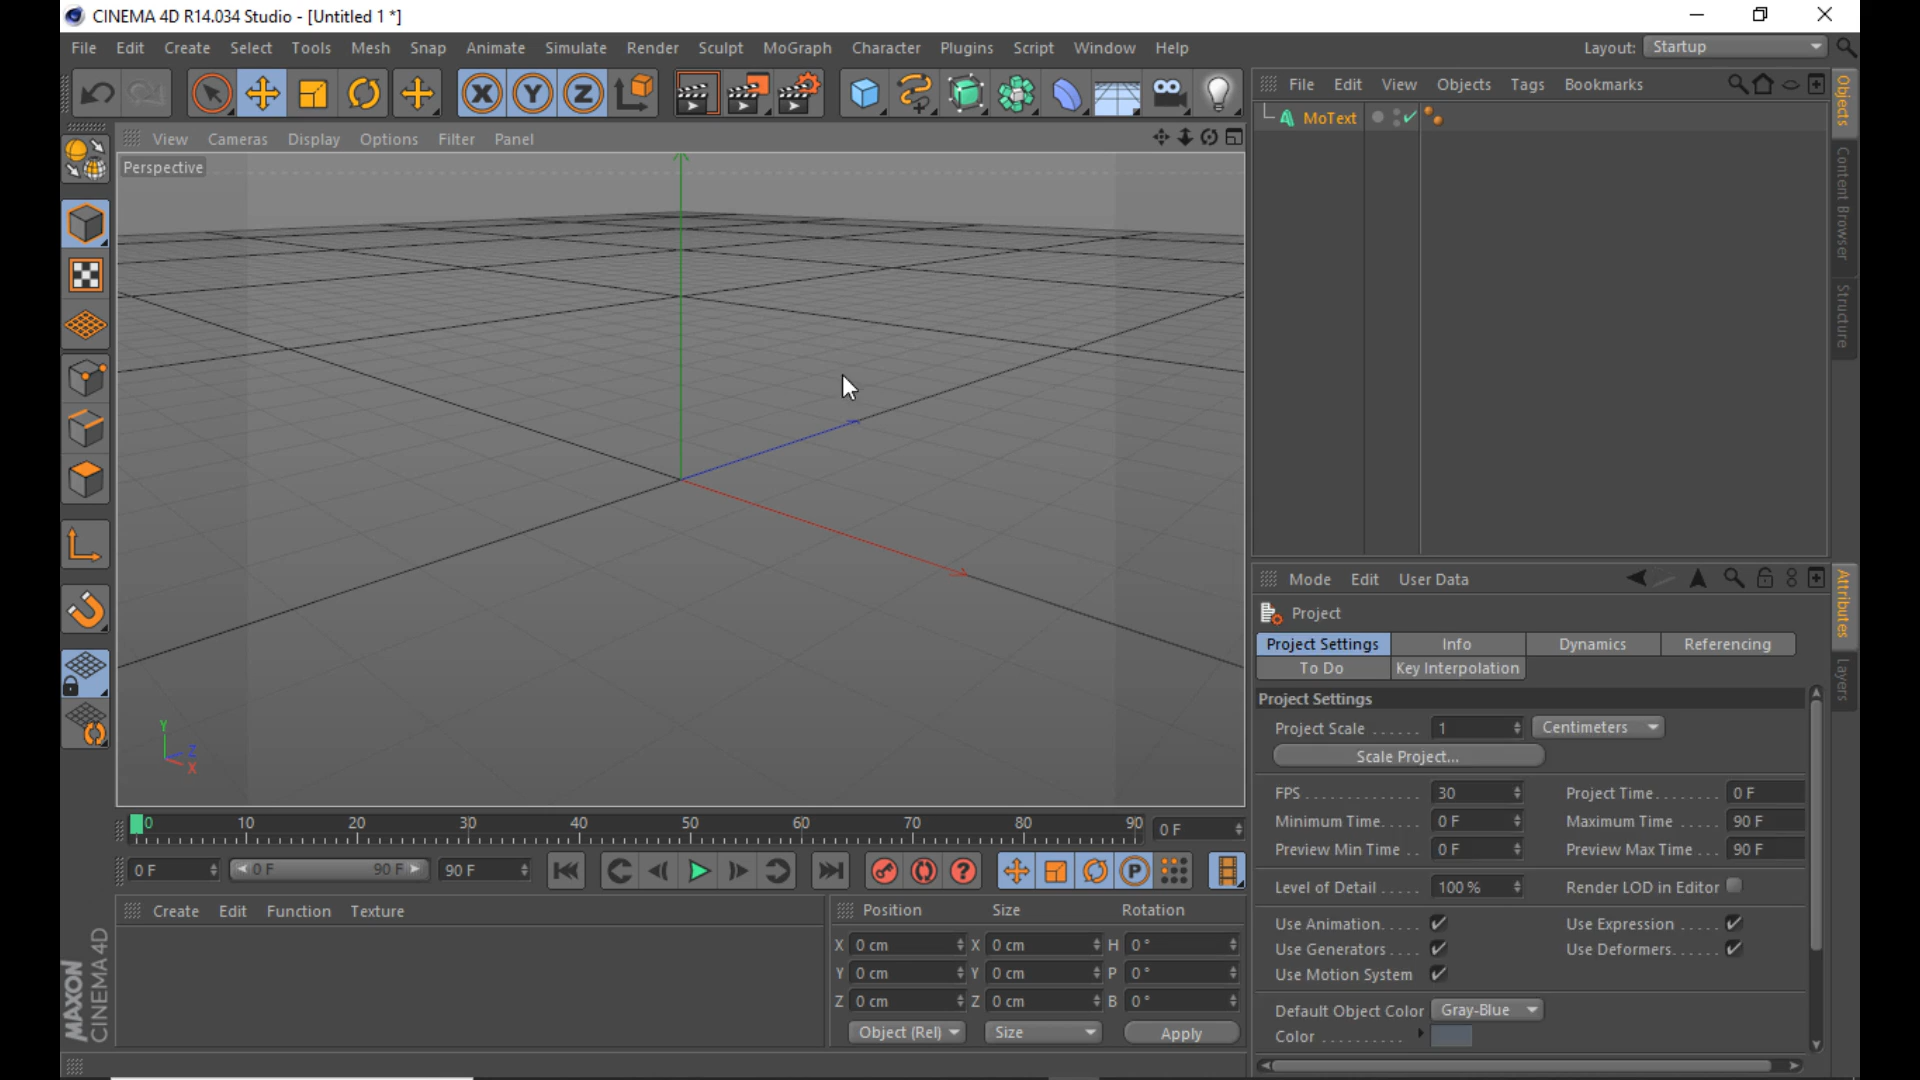 CINEMA 4D R14.034 Studio - [Untitled 1 *]
File Edit Create Select Tools Mesh Snap Animate Simulate Render Sculpt MoGraph Character Plugins Script Window Help Layout: Startup
X Y Z
File Edit View Objects Tags Bookmarks
MoText
Objects
Content Browser
Structure
View Cameras Display Options Filter Panel
Perspective
Y
Z
X
Mode Edit User Data
Attributes
Layers
Project
Project Settings Info Dynamics Referencing
To Do Key Interpolation
Project Settings
Project Scale ...... 1 Centimeters
Scale Project...
FPS ............. 30 Project Time........ 0 F
Minimum Time..... 0 F Maximum Time ..... 90 F
Preview Min Time .. 0 F Preview Max Time ... 90 F
Level of Detail ..... 100 % Render LOD in Editor
Use Animation..... Use Expression .....
Use Generators.... Use Deformers......
Use Motion System
Default Object Color Gray-Blue
Color ..........
0 10 20 30 40 50 60 70 80 90 0 F
0 F 0 F 90 F 90 F ? P
Create Edit Function Texture
Position Size Rotation
X 0 cm X 0 cm H 0 °
Y 0 cm Y 0 cm P 0 °
Z 0 cm Z 0 cm B 0 °
Object (Rel) Size Apply
MAXON
CINEMA 4D